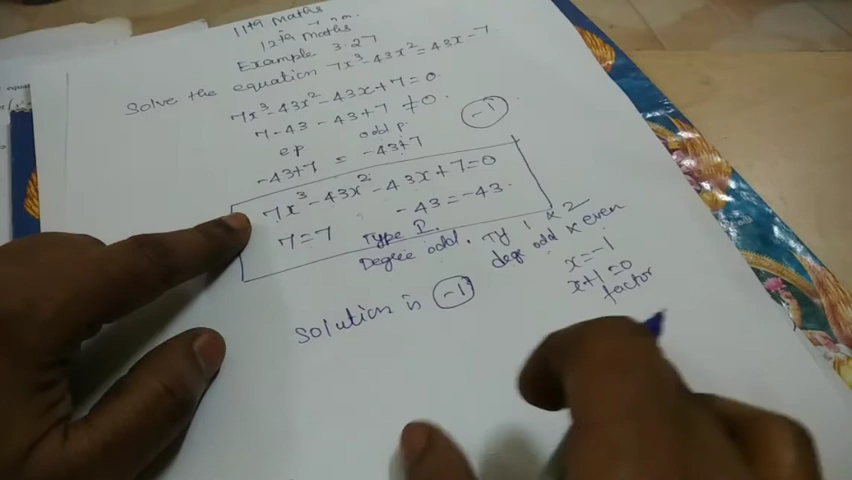 11th Maths
12th Maths
Example 3.27
Solve the equation 7x³-43x²=43x-7
7x³-43x²-43x+7=0
7-43-43+7≠0.
ep odd p.
-1
-43+7 = -43+7
7x³-43x²-43x+7=0
7=7 -43=-43.
Type I.
Degree odd. Ty 1 x 2
degr odd x even
x=-1
x+1=0
factor
Solution is -1